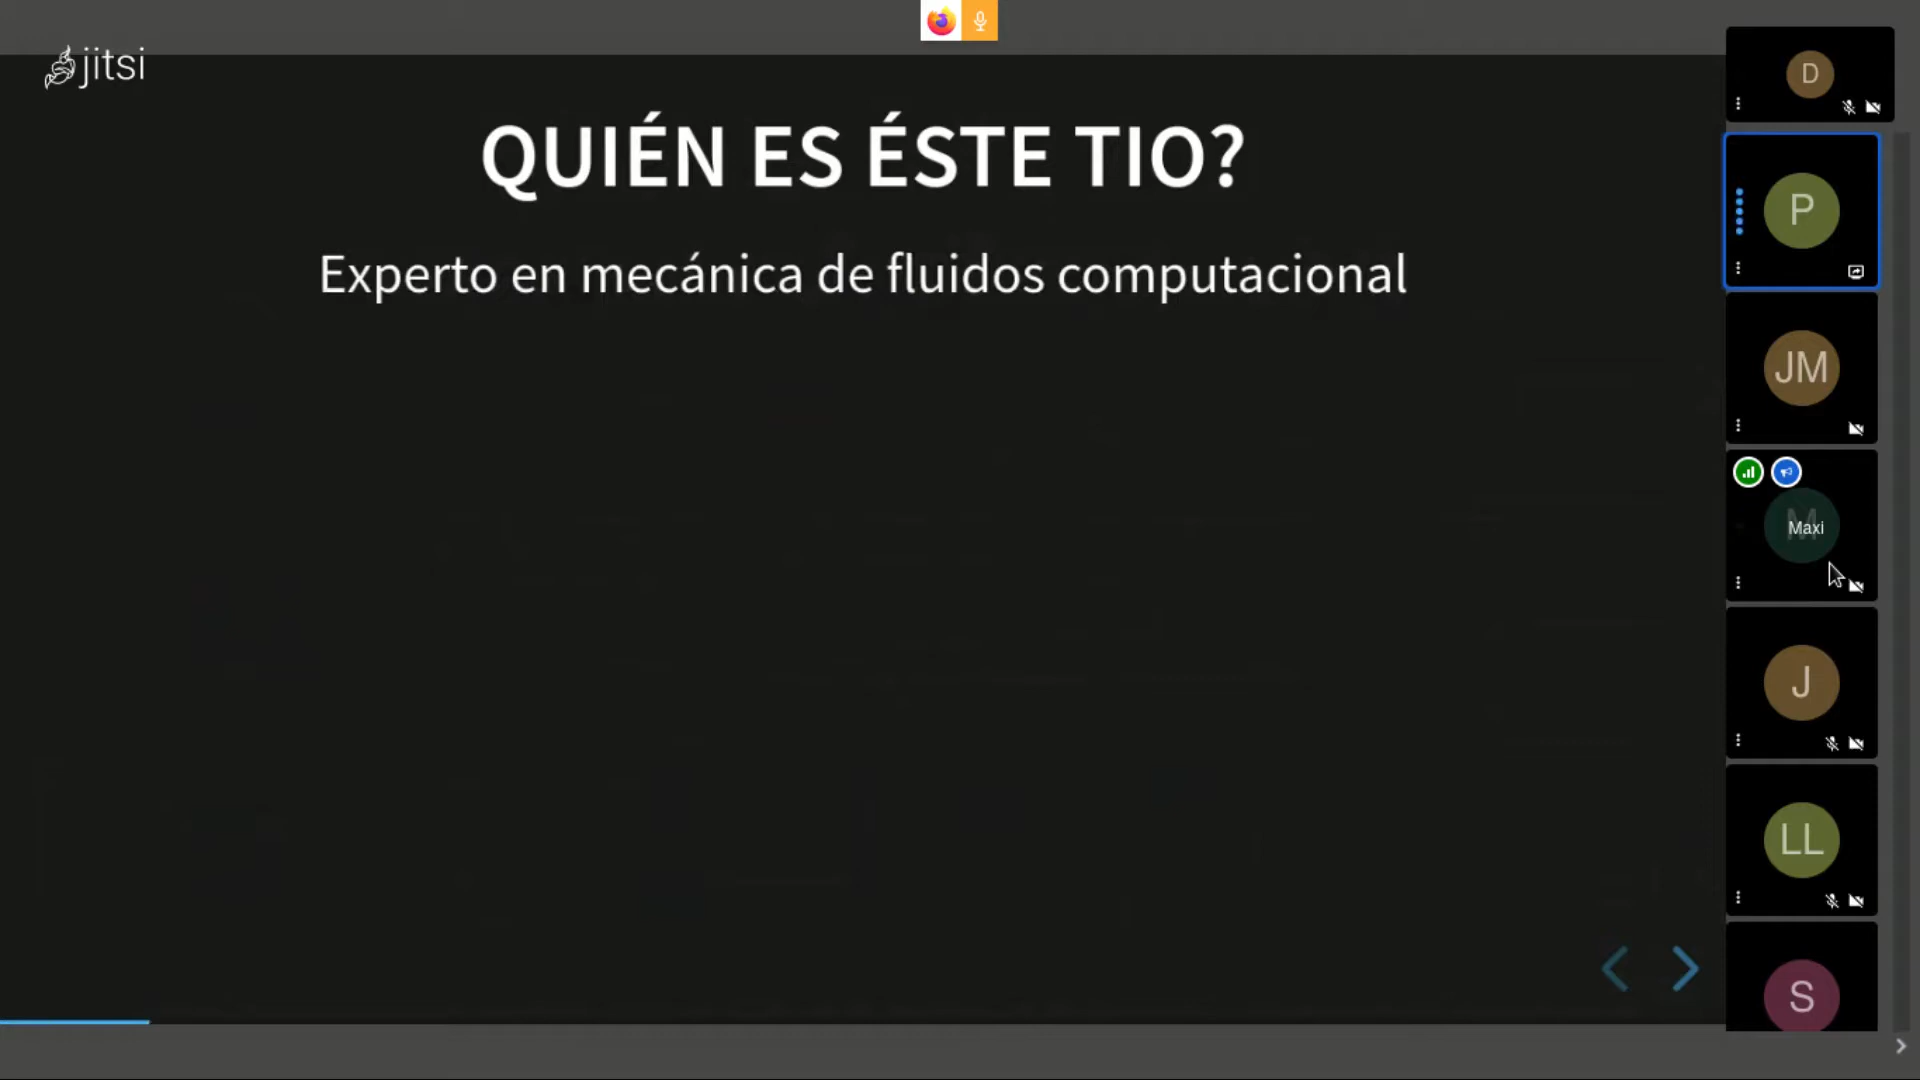 jitsi
QUIÉN ES ÉSTE TIO?
Experto en mecánica de fluidos computacional
D
P
JM
Maxi
J
LL
S